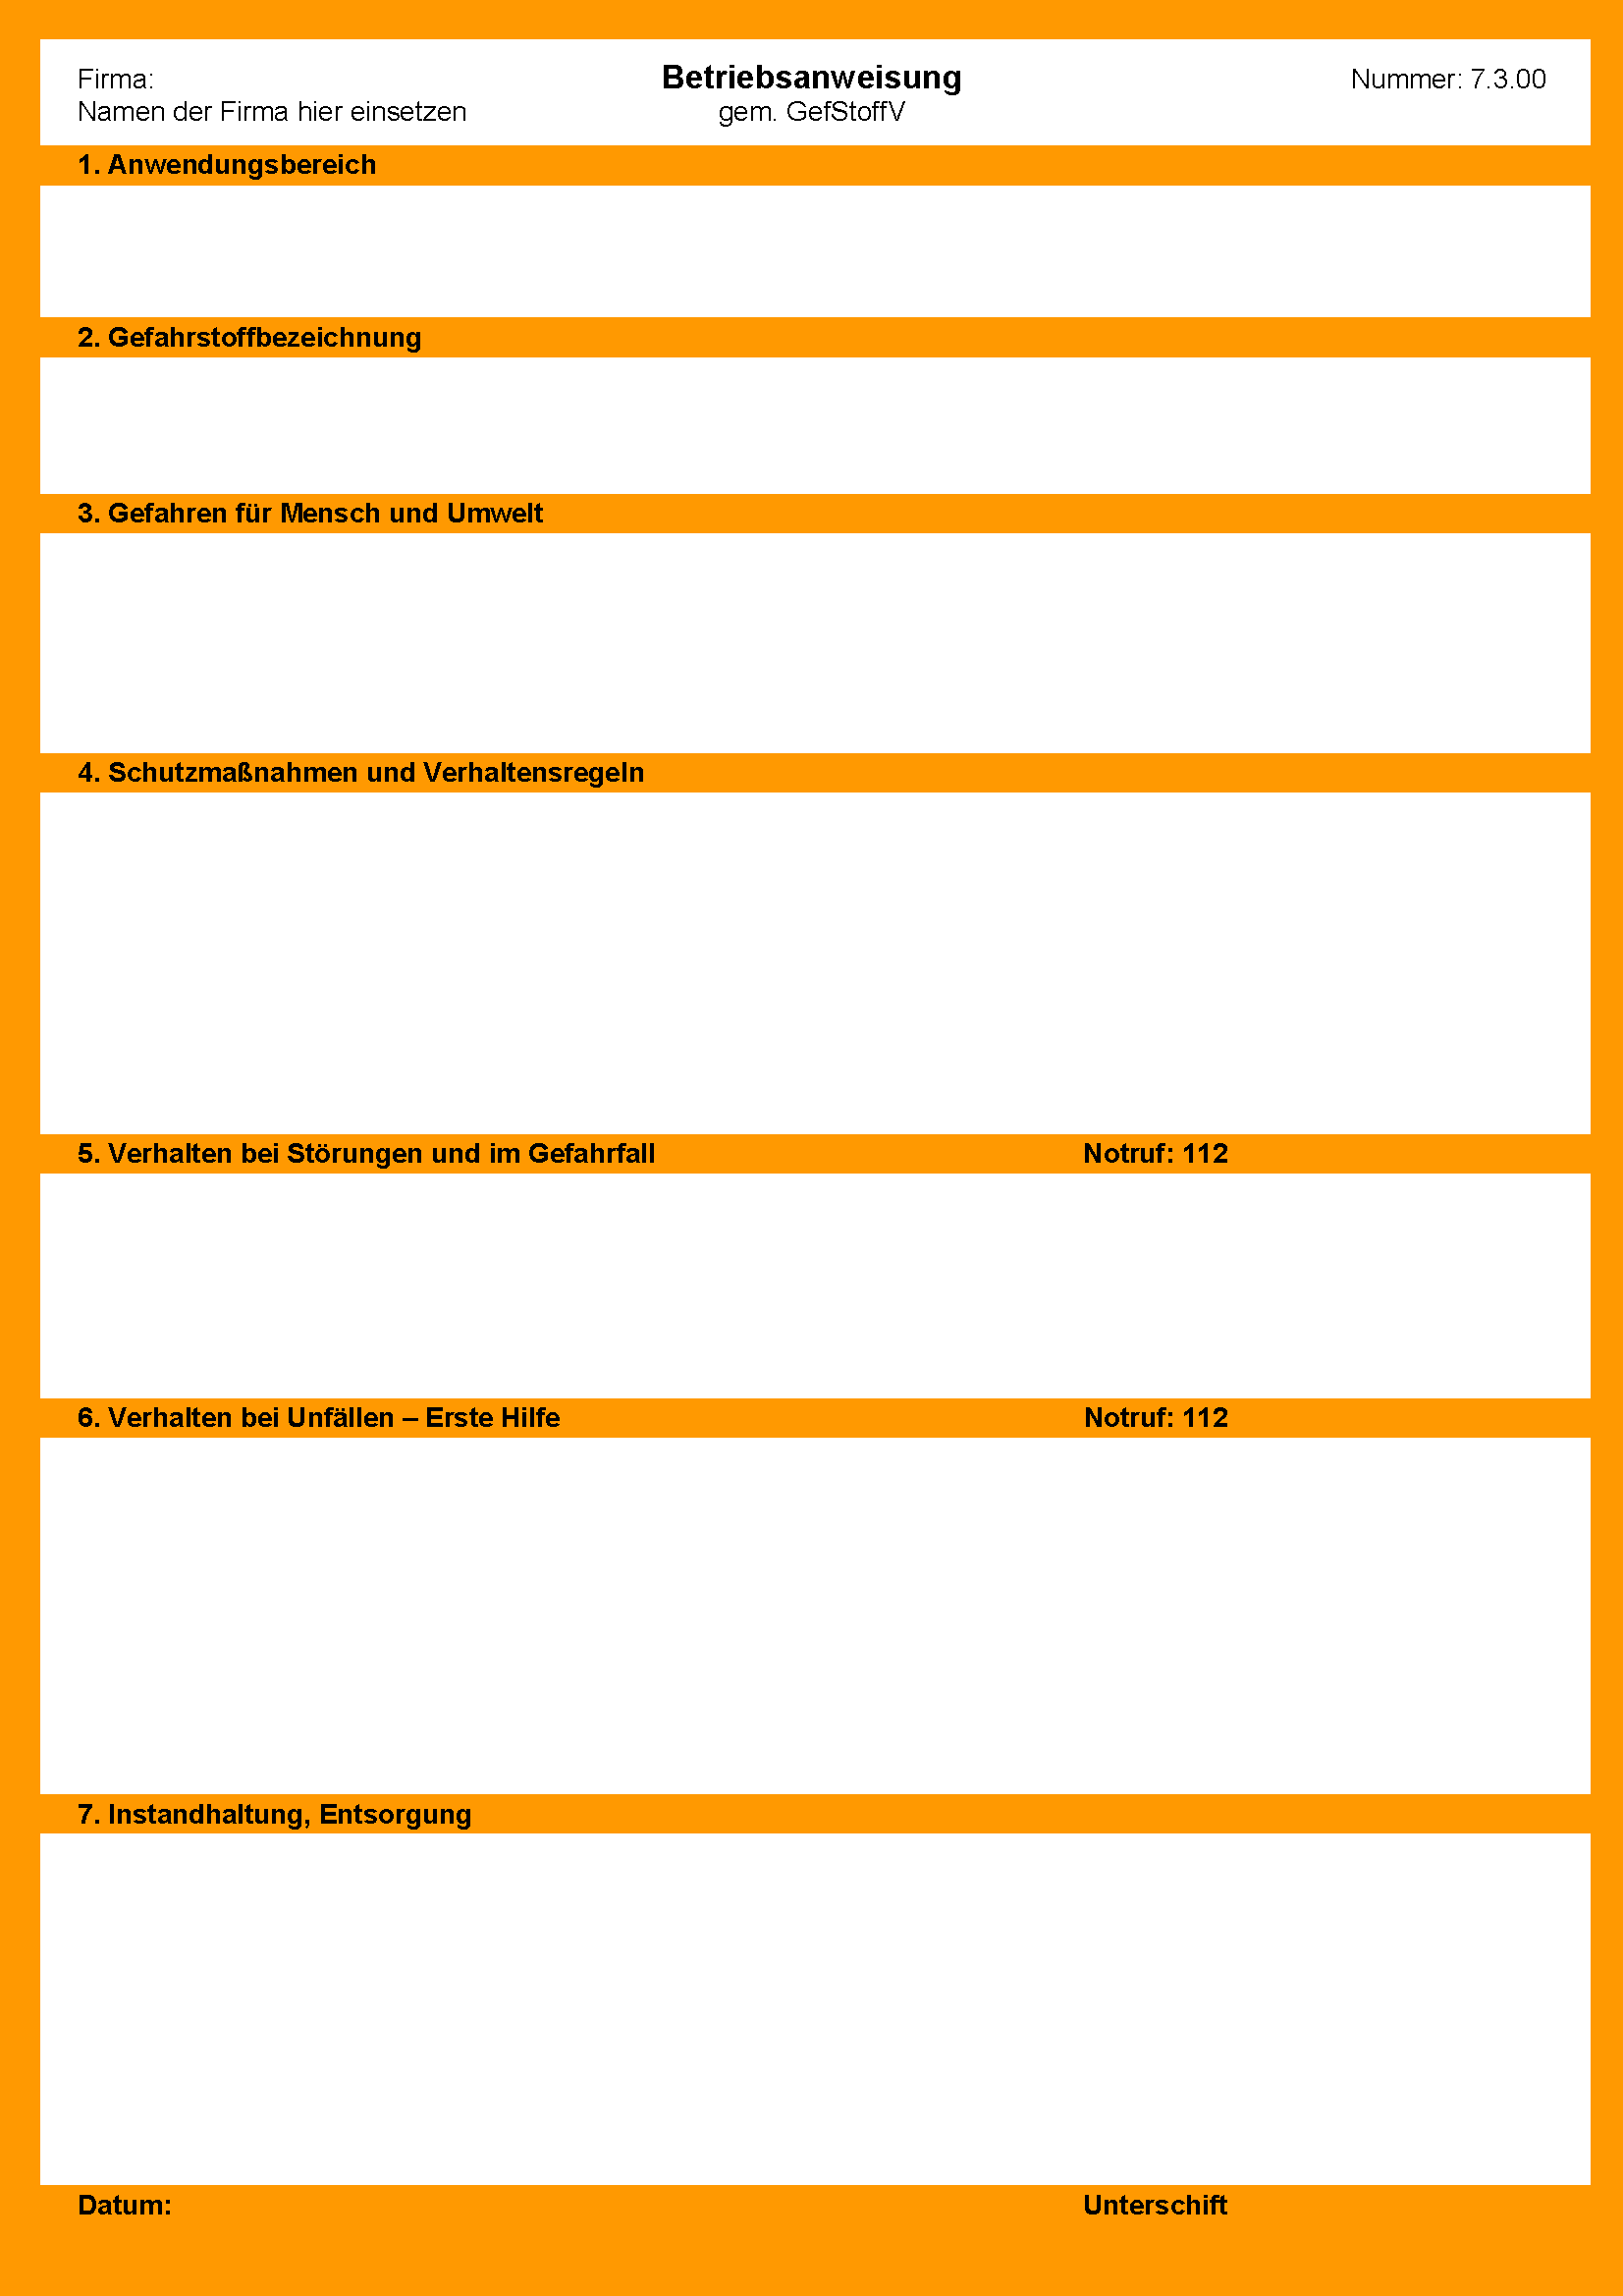 Firma:
Betriebsanweisung
Nummer: 7.3.00
Namen der Firma hier einsetzen
gem. GefStoffV
1. Anwendungsbereich
2. Gefahrstoffbezeichnung
3. Gefahren für Mensch und Umwelt
4. Schutzmaßnahmen und Verhaltensregeln
5. Verhalten bei Störungen und im Gefahrfall
Notruf: 112
6. Verhalten bei Unfällen – Erste Hilfe
Notruf: 112
7. Instandhaltung, Entsorgung
Datum:
Unterschift